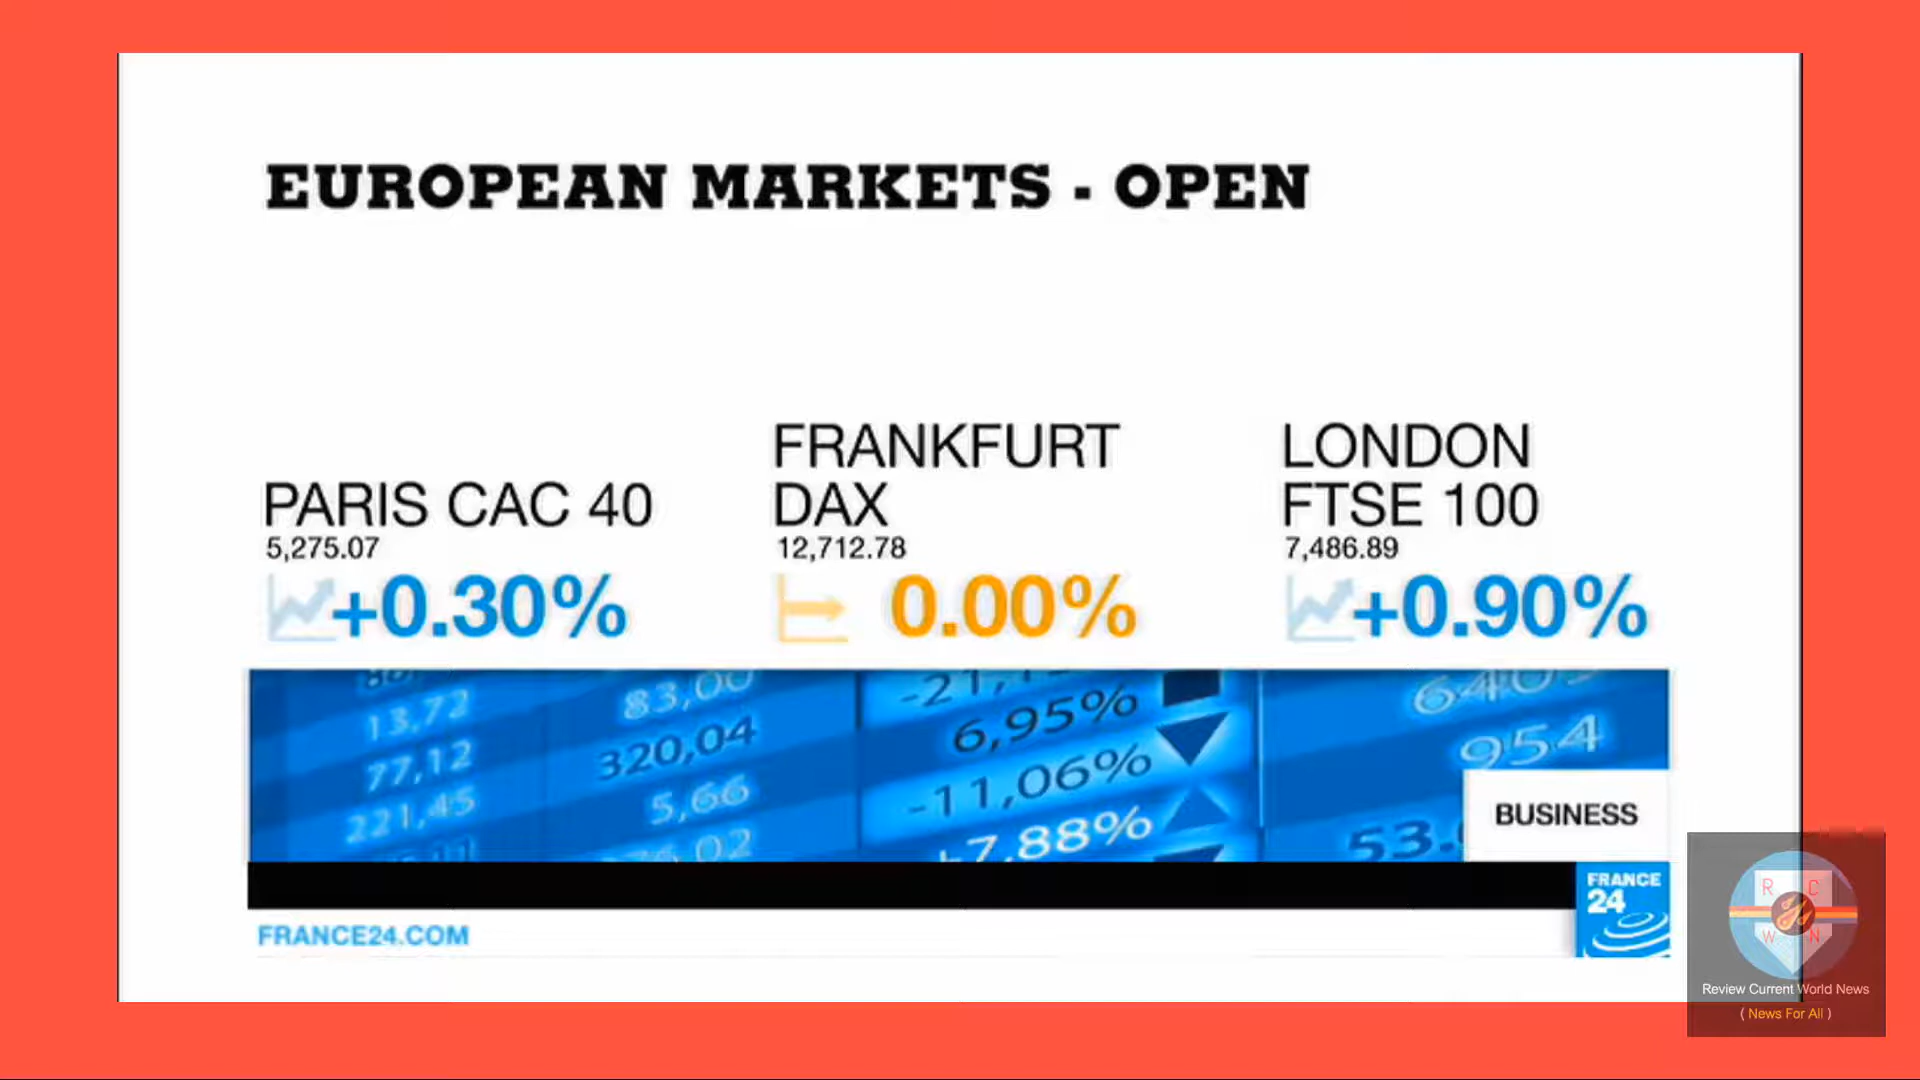 EUROPEAN MARKETS - OPEN
PARIS CAC 40
5,275.07
+0.30%
FRANKFURT
DAX
12,712.78
0.00%
LONDON
FTSE 100
7,486.89
+0.90%
13,72
77,12
221,45
83,00
320,04
5,66
6,95%
-11,06%
+7,88%
954
BUSINESS
FRANCE
24
FRANCE24.COM
R C
W N
Review Current World News
( News For All )